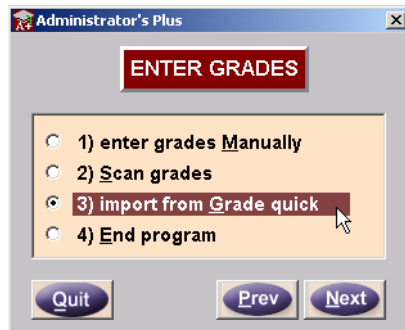 Administrator's Plus
ENTER GRADES
1) enter grades Manually
2) Scan grades
3) import from Grade quick
4) End program
Quit Prev Next